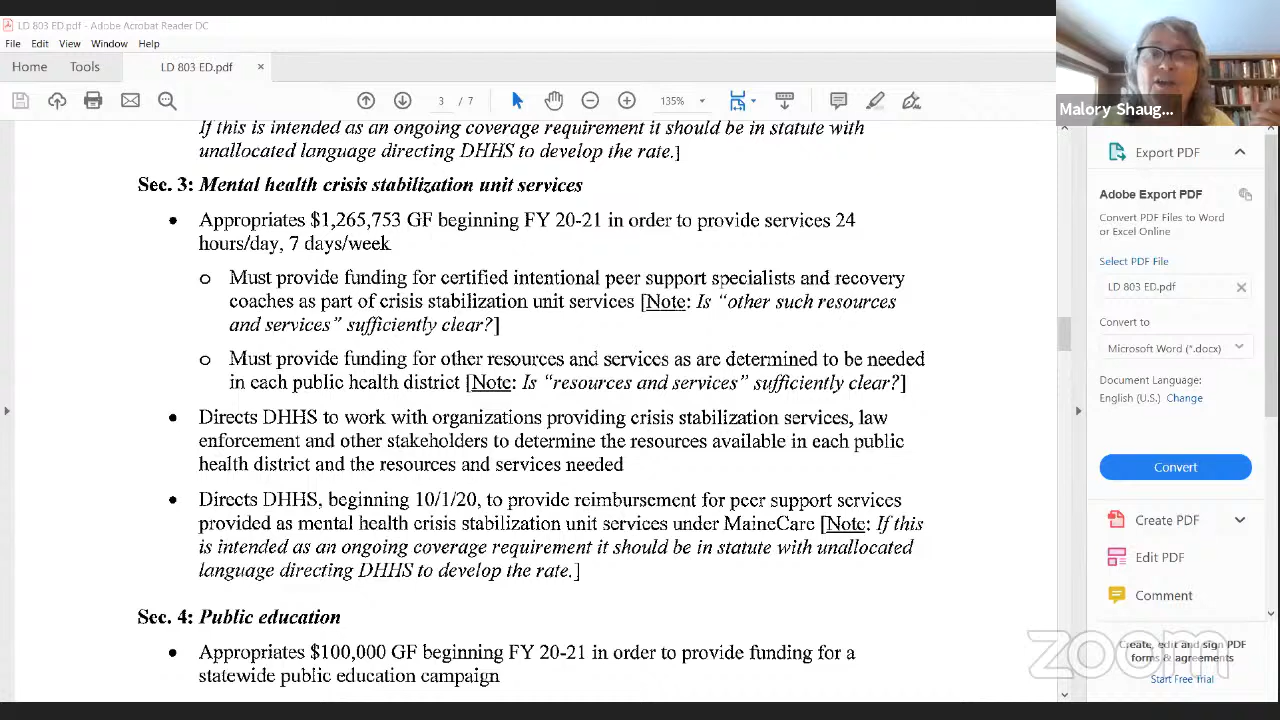 LD 803 ED.pdf - Adobe Acrobat Reader DC
File Edit View Window Help
Home Tools LD 803 ED.pdf ×
3 / 7 135%
If this is intended as an ongoing coverage requirement it should be in statute with
unallocated language directing DHHS to develop the rate.]
Sec. 3: Mental health crisis stabilization unit services
• Appropriates $1,265,753 GF beginning FY 20-21 in order to provide services 24
hours/day, 7 days/week
o Must provide funding for certified intentional peer support specialists and recovery
coaches as part of crisis stabilization unit services [Note: Is “other such resources
and services” sufficiently clear?]
o Must provide funding for other resources and services as are determined to be needed
in each public health district [Note: Is “resources and services” sufficiently clear?]
• Directs DHHS to work with organizations providing crisis stabilization services, law
enforcement and other stakeholders to determine the resources available in each public
health district and the resources and services needed
• Directs DHHS, beginning 10/1/20, to provide reimbursement for peer support services
provided as mental health crisis stabilization unit services under MaineCare [Note: If this
is intended as an ongoing coverage requirement it should be in statute with unallocated
language directing DHHS to develop the rate.]
Sec. 4: Public education
• Appropriates $100,000 GF beginning FY 20-21 in order to provide funding for a
statewide public education campaign
Malory Shaug...
Export PDF
Adobe Export PDF
Convert PDF Files to Word
or Excel Online
Select PDF File
LD 803 ED.pdf
Convert to
Microsoft Word (*.docx)
Document Language:
English (U.S.) Change
Convert
Create PDF
Edit PDF
Comment
Create, edit and sign PDF
forms & agreements
Start Free Trial
zoom